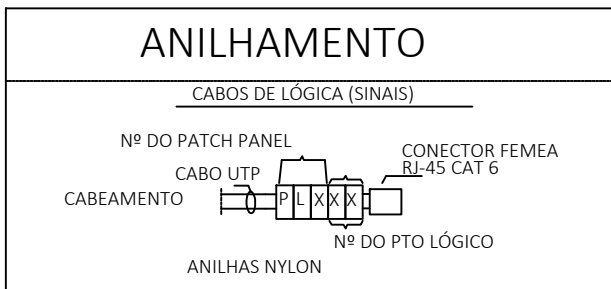 ANILHAMENTO
CABOS DE LÓGICA (SINAIS)
Nº DO PATCH PANEL
CONECTOR FEMEA
RJ-45 CAT 6
CABO UTP
CABEAMENTO
P L X X X
Nº DO PTO LÓGICO
ANILHAS NYLON